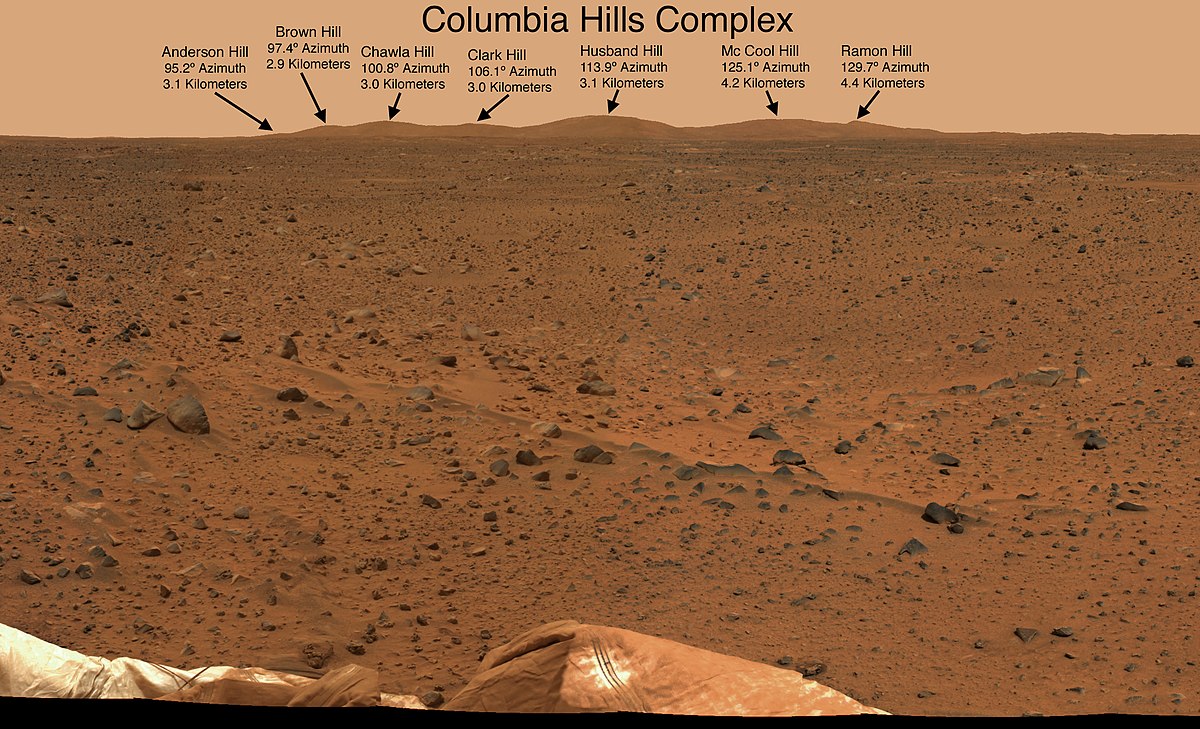 Columbia Hills Complex
Anderson Hill
95.2º Azimuth
3.1 Kilometers
Brown Hill
97.4º Azimuth
2.9 Kilometers
Chawla Hill
100.8º Azimuth
3.0 Kilometers
Clark Hill
106.1º Azimuth
3.0 Kilometers
Husband Hill
113.9º Azimuth
3.1 Kilometers
Mc Cool Hill
125.1º Azimuth
4.2 Kilometers
Ramon Hill
129.7º Azimuth
4.4 Kilometers